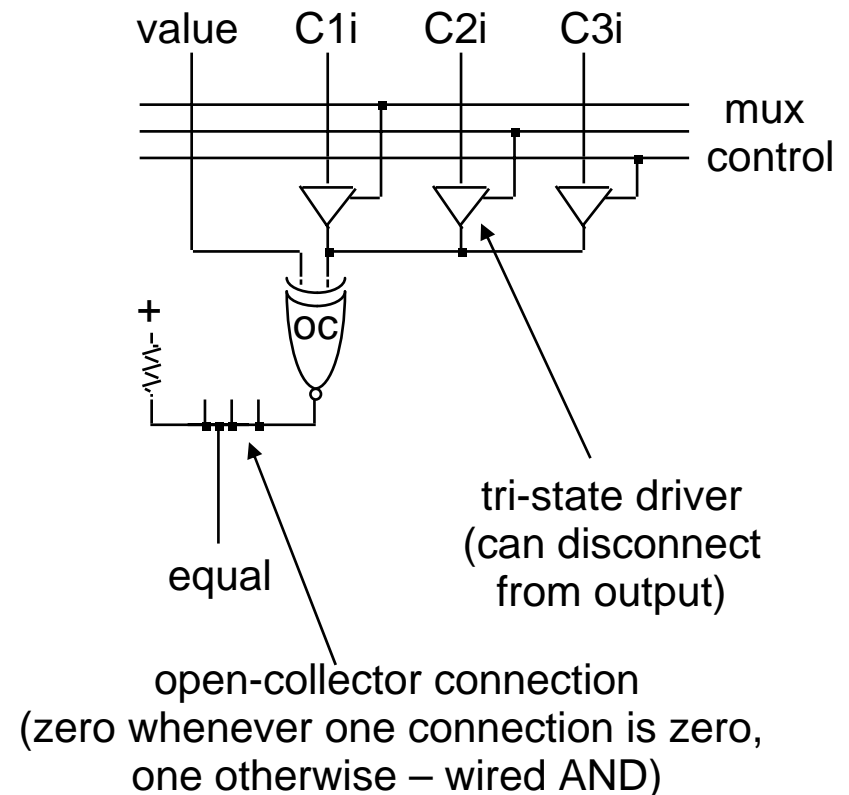 value C1i C2i C3i
mux
control
+
OC
tri-state driver
(can disconnect
from output)
equal
open-collector connection
(zero whenever one connection is zero,
one otherwise – wired AND)